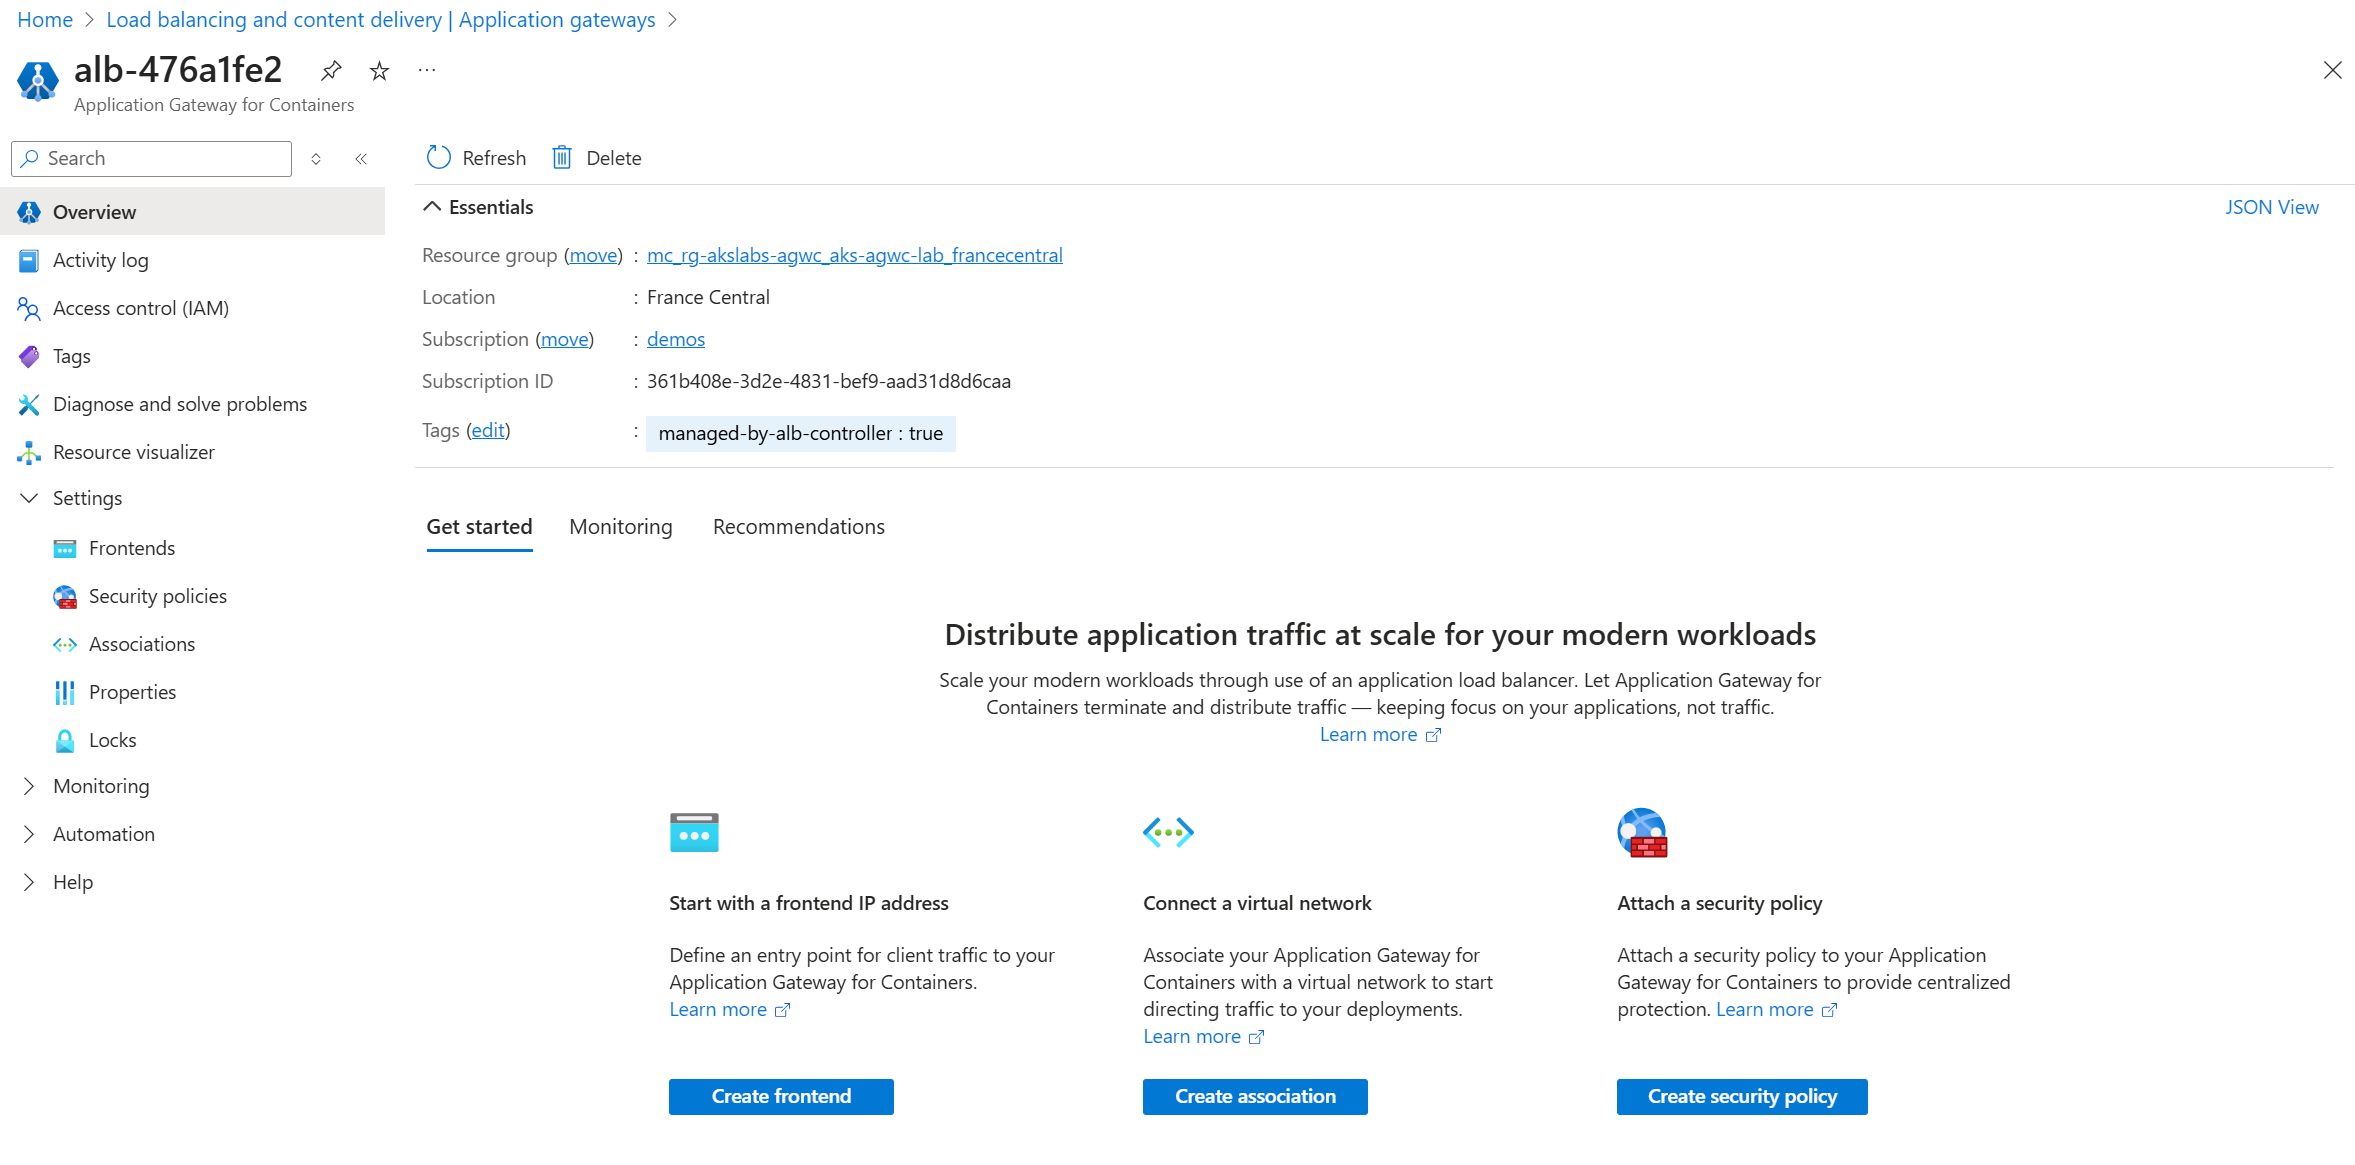 Home > Load balancing and content delivery | Application gateways >
alb-476a1fe2
Application Gateway for Containers
Search
Overview
Activity log
Access control (IAM)
Tags
Diagnose and solve problems
Resource visualizer
Settings
Frontends
Security policies
Associations
Properties
Locks
Monitoring
Automation
Help
Refresh
Delete
Essentials
JSON View
Resource group (move) : mc_rg-akslabs-agwc_aks-agwc-lab_francecentral
Location : France Central
Subscription (move) : demos
Subscription ID : 361b408e-3d2e-4831-bef9-aad31d8d6caa
Tags (edit) : managed-by-alb-controller : true
Get started Monitoring Recommendations
Distribute application traffic at scale for your modern workloads
Scale your modern workloads through use of an application load balancer. Let Application Gateway for
Containers terminate and distribute traffic — keeping focus on your applications, not traffic.
Learn more
Start with a frontend IP address
Define an entry point for client traffic to your
Application Gateway for Containers.
Learn more
Create frontend
Connect a virtual network
Associate your Application Gateway for
Containers with a virtual network to start
directing traffic to your deployments.
Learn more
Create association
Attach a security policy
Attach a security policy to your Application
Gateway for Containers to provide centralized
protection. Learn more
Create security policy